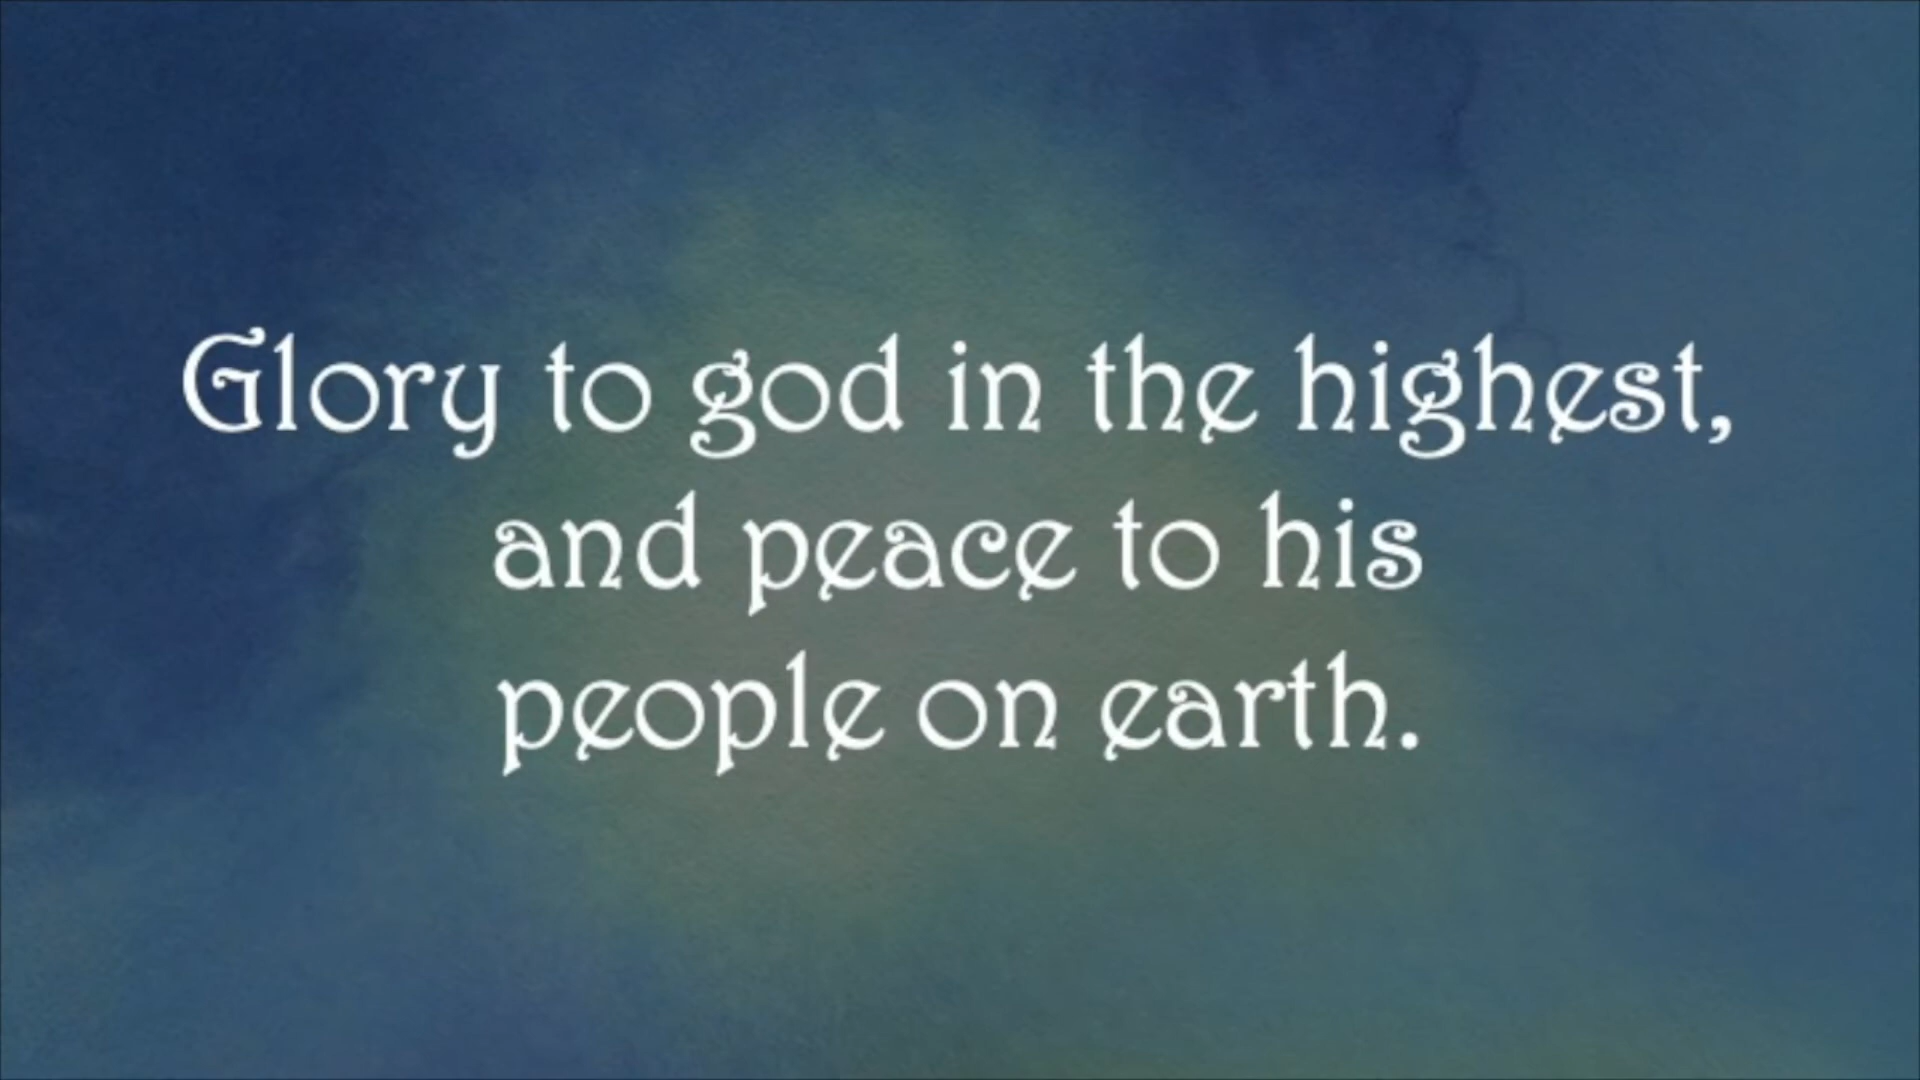 Glory to god in the highest,
and peace to his
people on earth.